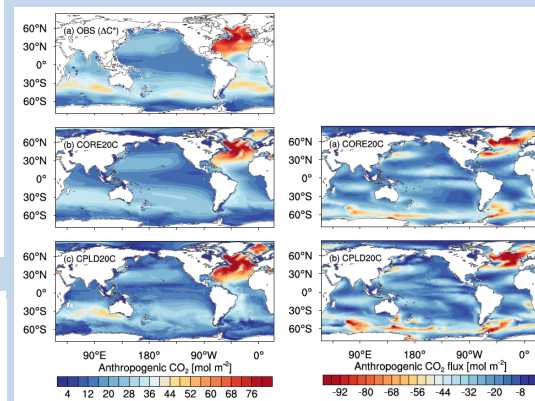 60°N
(a) OBS (ΔC*)
30°N
0°
30°S
60°S
60°N
(b) CORE20C
30°N
0°
30°S
60°S
60°N
(c) CPLD20C
30°N
0°
30°S
60°S
90°E 180° 90°W 0°
Anthropogenic CO₂ [mol m⁻²]
4 12 20 28 36 44 52 60 68 76
60°N
(a) CORE20C
30°N
0°
30°S
60°S
60°N
(b) CPLD20C
30°N
0°
30°S
60°S
90°E 180° 90°W 0°
Anthropogenic CO₂ flux [mol m⁻²]
-92 -80 -68 -56 -44 -32 -20 -8